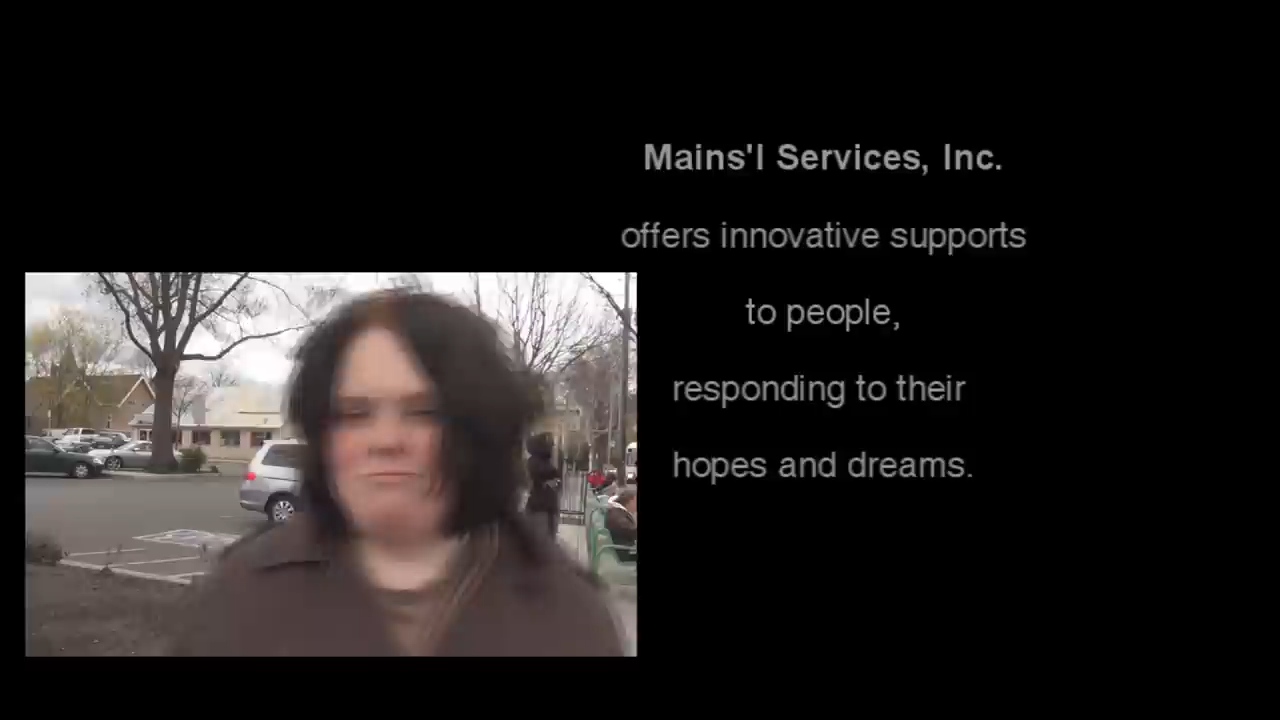 Mains'l Services, Inc.
offers innovative supports
to people,
responding to their
hopes and dreams.